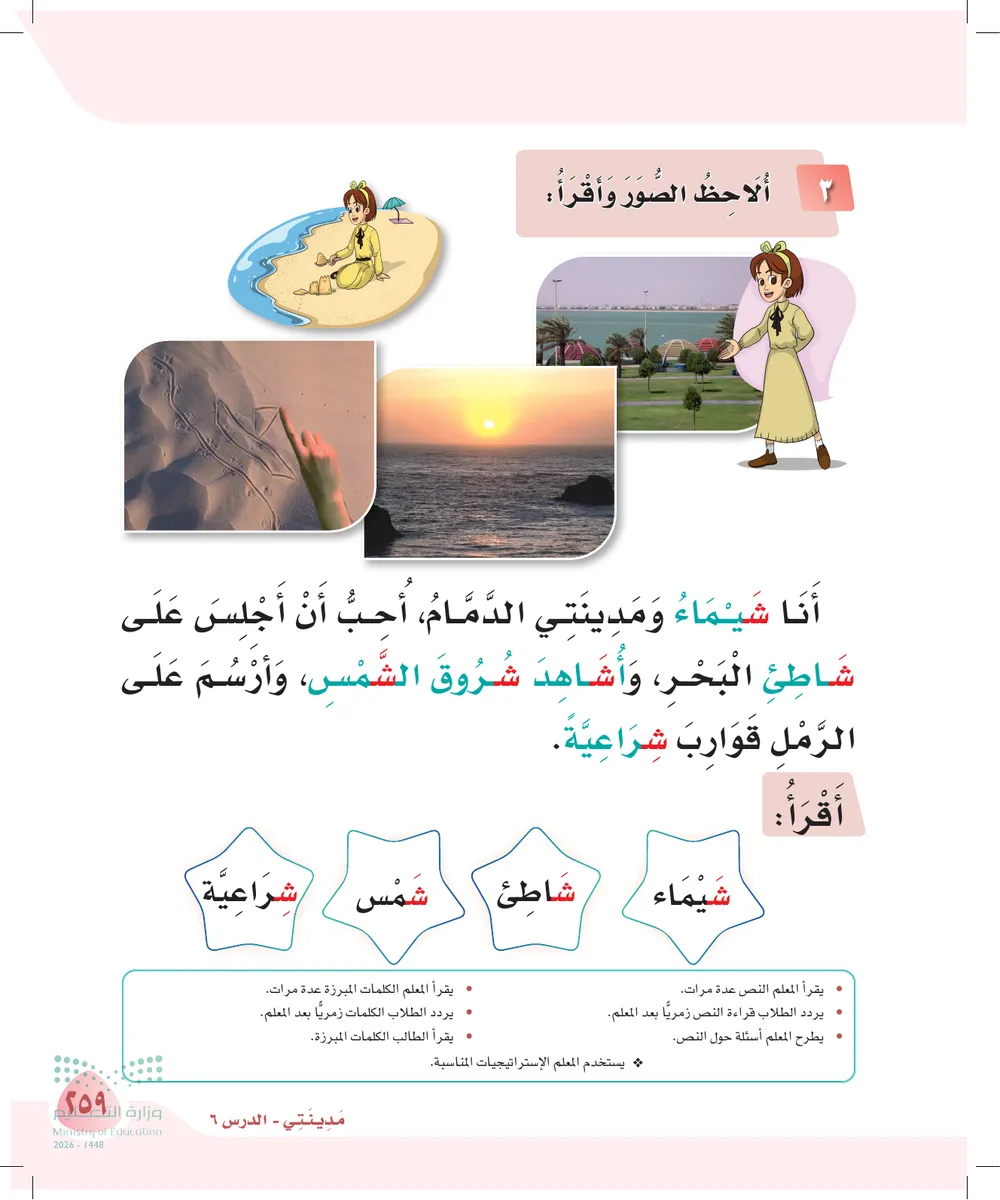 ٣
أُلَاحِظُ الصُّوَرَ وَأَقْرَأُ:
أَنَا شَيْمَاءُ وَمَدِينَتِي الدَّمَّامُ، أُحِبُّ أَنْ أَجْلِسَ عَلَى
شَاطِئِ الْبَحْرِ، وَأُشَاهِدَ شُرُوقَ الشَّمْسِ، وَأَرْسُمَ عَلَى
الرَّمْلِ قَوَارِبَ شِرَاعِيَّةً.
أَقْرَأُ:
شَيْمَاء
شَاطِئ
شَمْس
شِرَاعِيَّة
• يقرأ المعلم النص عدة مرات.
• يردد الطلاب قراءة النص زمريًّا بعد المعلم.
• يطرح المعلم أسئلة حول النص.
• يقرأ المعلم الكلمات المبرزة عدة مرات.
• يردد الطلاب الكلمات زمريًّا بعد المعلم.
• يقرأ الطالب الكلمات المبرزة.
❖ يستخدم المعلم الإستراتيجيات المناسبة.
مَدِينَتِي - الدرس ٦
٢٥٩
وزارة التعليم
Ministry of Education
2026 - 1448